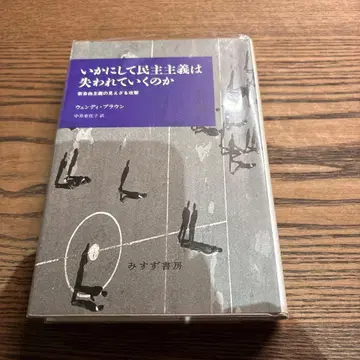 いかにして民主主義は
失われていくのか
新自由主義の見えざる攻撃
ウェンディ・ブラウン
中井亜佐子 訳
みすず書房